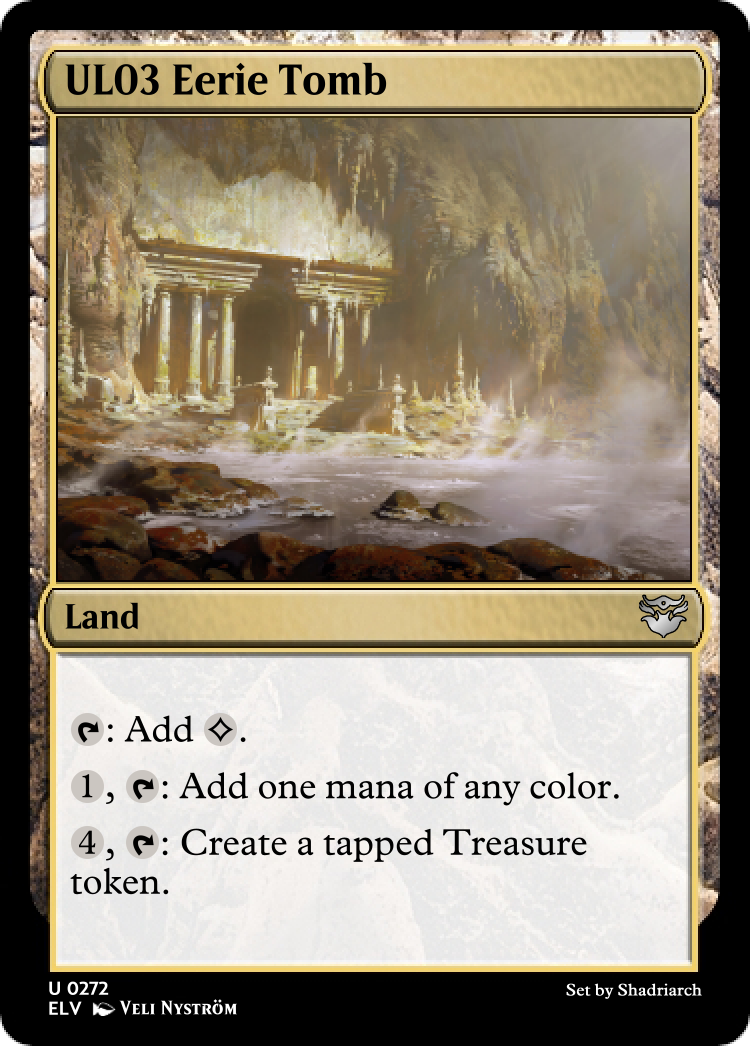 UL03 Eerie Tomb
Land
: Add .
1, : Add one mana of any color.
4, : Create a tapped Treasure
token.
U 0272
ELV VELI NYSTRÖM
Set by Shadriarch